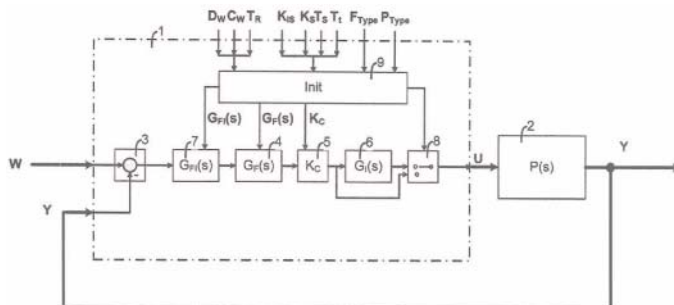 D_W C_W T_R K_IS K_S T_S T_t F_Type P_Type
1
9
Init
G_FI(s) G_F(s) K_C
3 7 4 5 6 8 2
W
G_FI(s) G_F(s) K_C G_I(s) U P(s) Y
-
Y